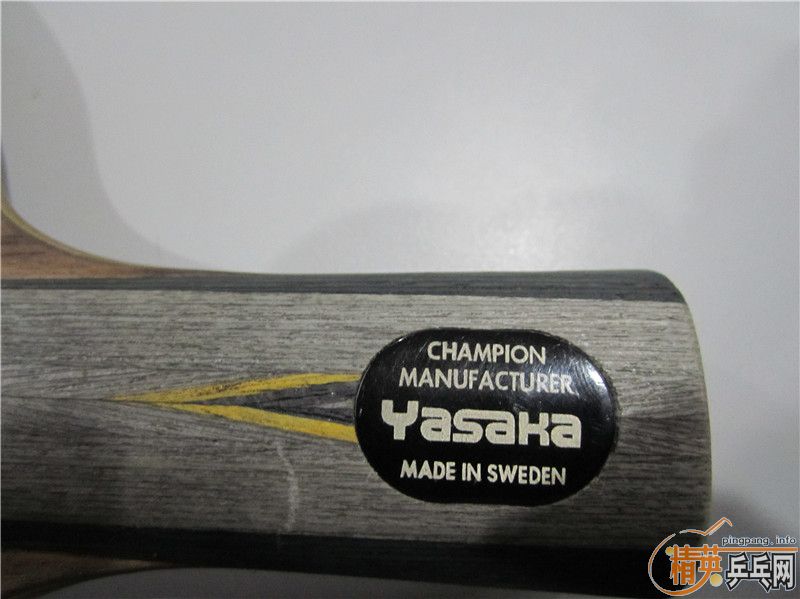 CHAMPION
MANUFACTURER
Yasaka
MADE IN SWEDEN
pingpang.info
精英乒乓网